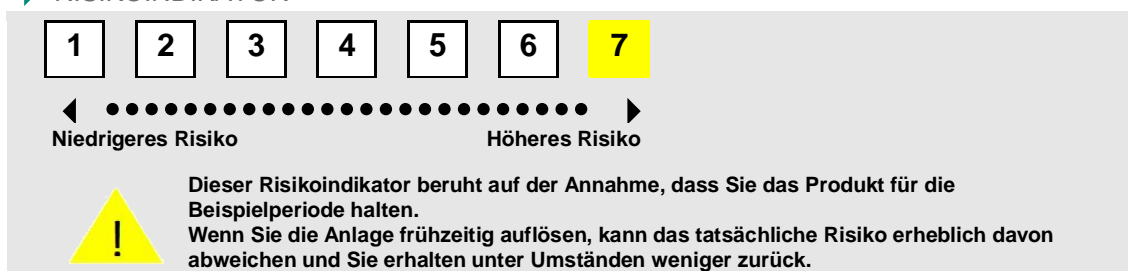 RISIKOINDIKATOR
1 2 3 4 5 6 7
Niedrigeres Risiko Höheres Risiko
Dieser Risikoindikator beruht auf der Annahme, dass Sie das Produkt für die
Beispielperiode halten.
Wenn Sie die Anlage frühzeitig auflösen, kann das tatsächliche Risiko erheblich davon
abweichen und Sie erhalten unter Umständen weniger zurück.